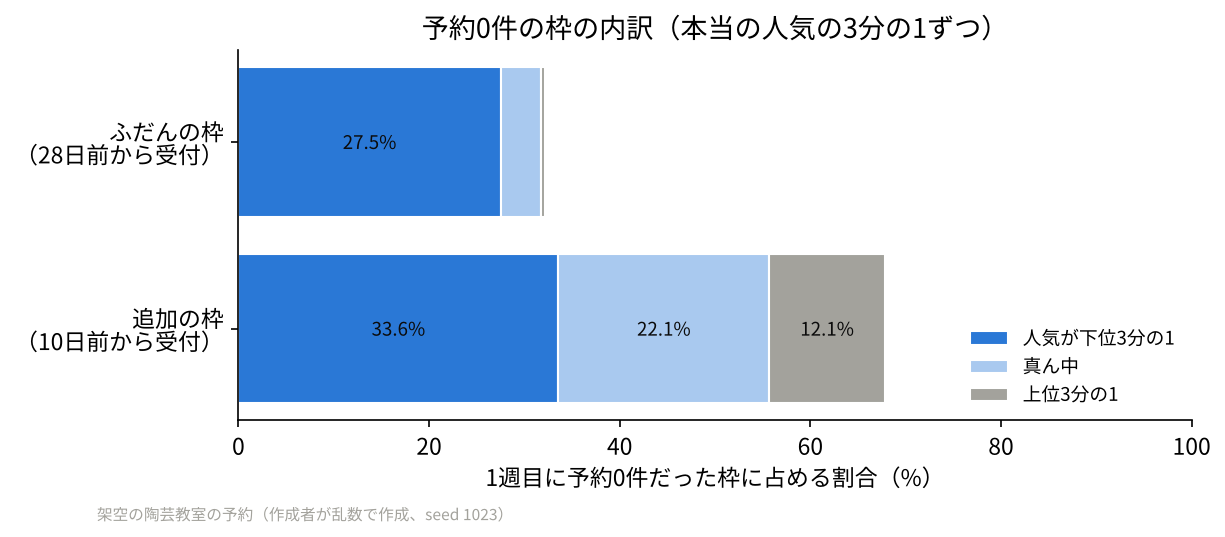 予約0件の枠の内訳（本当の人気の3分の1ずつ）
ふだんの枠
（28日前から受付）
27.5%
追加の枠
（10日前から受付）
33.6%
22.1%
12.1%
人気が下位3分の1
真ん中
上位3分の1
0
20
40
60
80
100
1週目に予約0件だった枠に占める割合（%）
架空の陶芸教室の予約（作成者が乱数で作成、seed 1023）